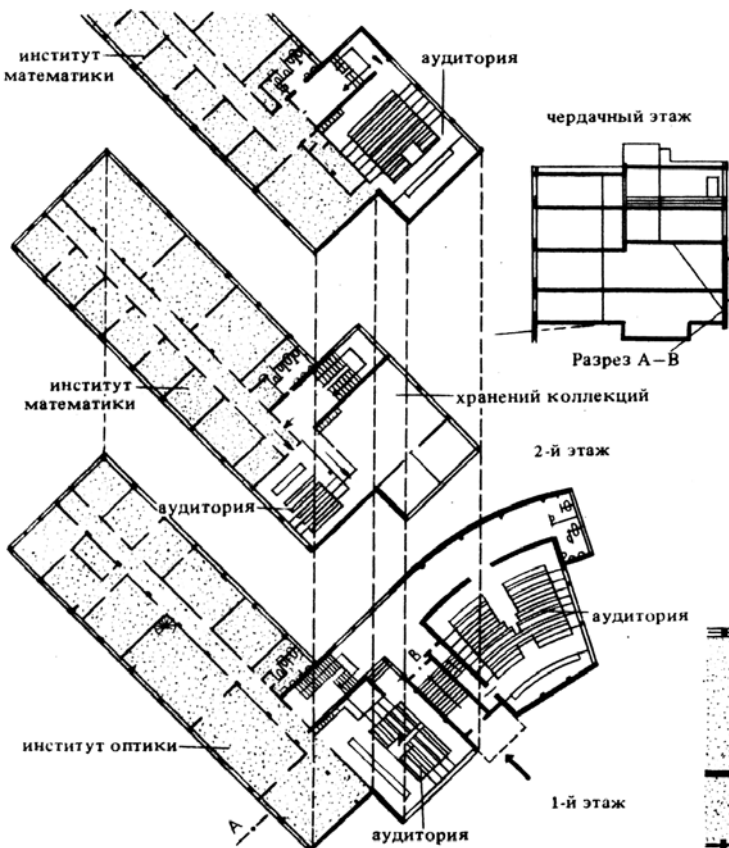 институт
математики
аудитория
чердачный этаж
Разрез А–В
институт
математики
хранений коллекций
2-й этаж
аудитория
аудитория
В
институт оптики
1-й этаж
А
аудитория